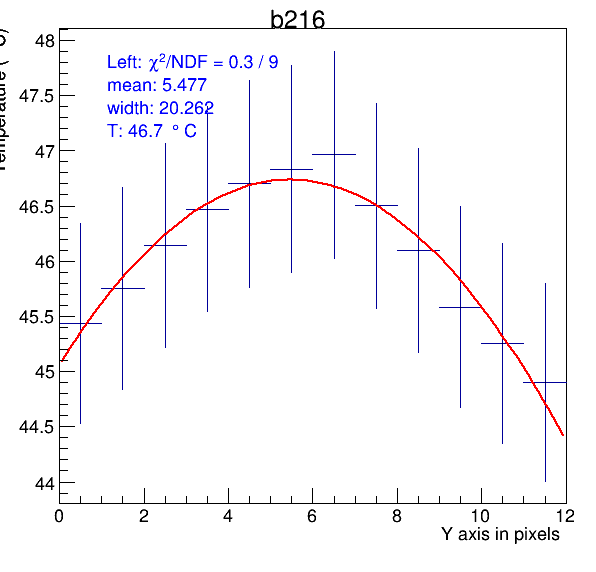 b216
Temperature (°C)
Left: χ²/NDF = 0.3 / 9
mean: 5.477
width: 20.262
T: 46.7 °C
48
47.5
47
46.5
46
45.5
45
44.5
44
0 2 4 6 8 10 12
Y axis in pixels